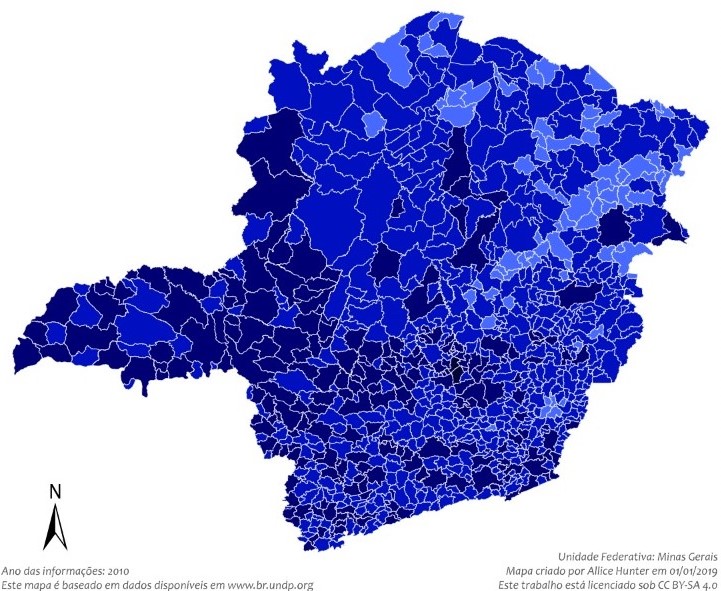 N
Ano das informações: 2010
Este mapa é baseado em dados disponíveis em www.br.undp.org
Unidade Federativa: Minas Gerais
Mapa criado por Allice Hunter em 01/01/2019
Este trabalho está licenciado sob CC BY-SA 4.0